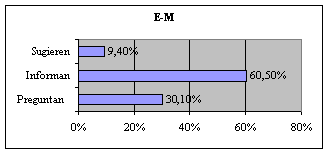 E-M
Sugieren 9,40%
Informan 60,50%
Preguntan 30,10%
0% 20% 40% 60% 80%